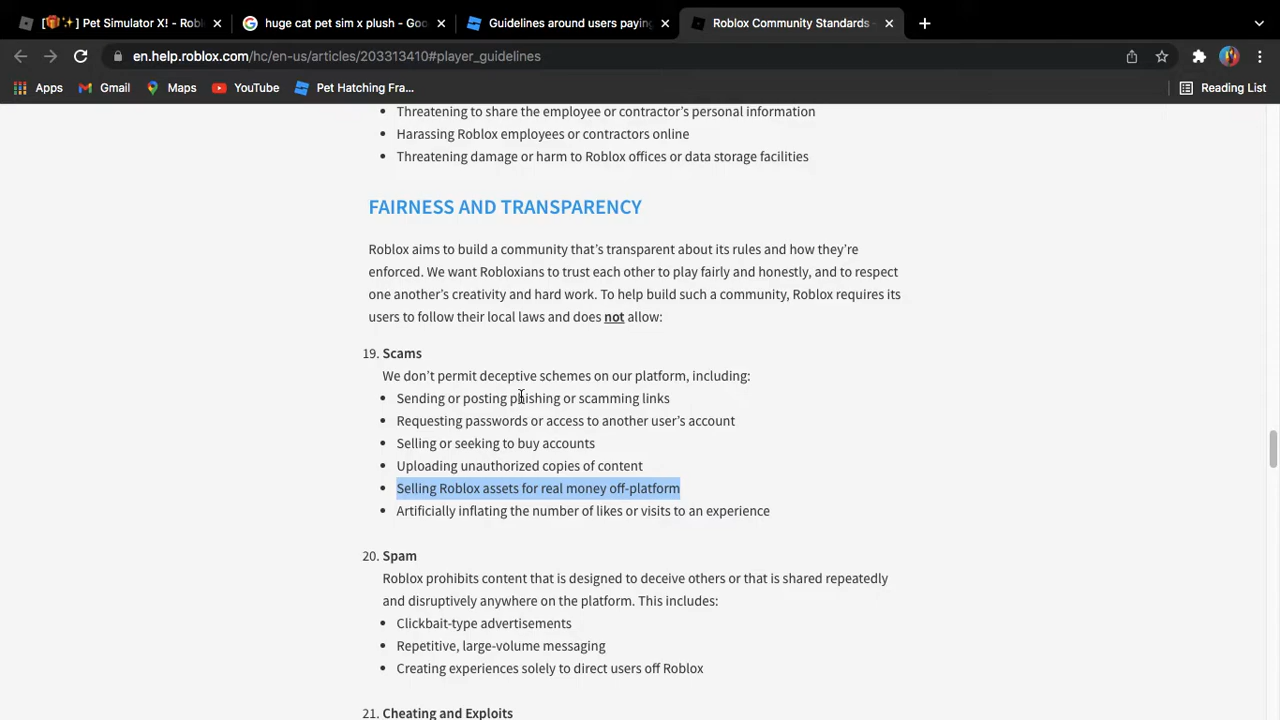 [🎁✨] Pet Simulator X! - Robl
huge cat pet sim x plush - Goo
Guidelines around users paying
Roblox Community Standards -
en.help.roblox.com/hc/en-us/articles/203313410#player_guidelines
Apps
Gmail
Maps
YouTube
Pet Hatching Fra...
Reading List
• Threatening to share the employee or contractor’s personal information
• Harassing Roblox employees or contractors online
• Threatening damage or harm to Roblox offices or data storage facilities
FAIRNESS AND TRANSPARENCY
Roblox aims to build a community that’s transparent about its rules and how they’re
enforced. We want Robloxians to trust each other to play fairly and honestly, and to respect
one another’s creativity and hard work. To help build such a community, Roblox requires its
users to follow their local laws and does not allow:
19. Scams
We don’t permit deceptive schemes on our platform, including:
• Sending or posting phishing or scamming links
• Requesting passwords or access to another user’s account
• Selling or seeking to buy accounts
• Uploading unauthorized copies of content
• Selling Roblox assets for real money off-platform
• Artificially inflating the number of likes or visits to an experience
20. Spam
Roblox prohibits content that is designed to deceive others or that is shared repeatedly
and disruptively anywhere on the platform. This includes:
• Clickbait-type advertisements
• Repetitive, large-volume messaging
• Creating experiences solely to direct users off Roblox
21. Cheating and Exploits